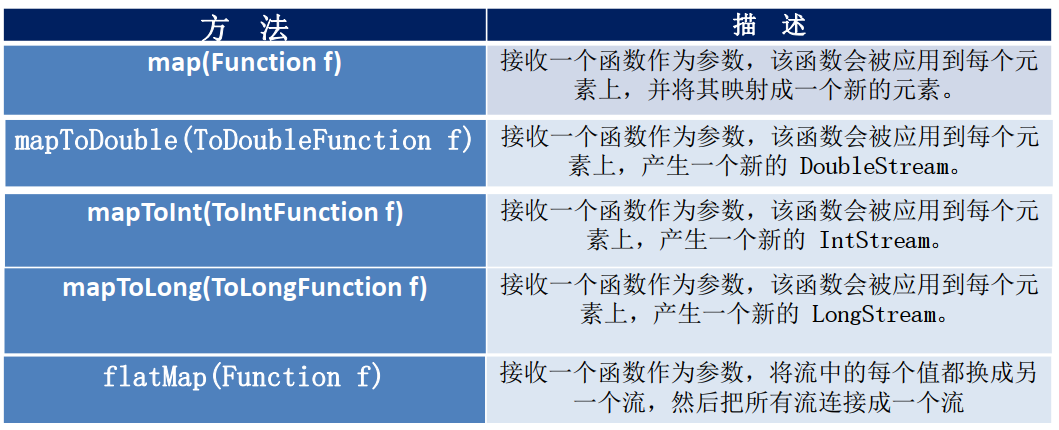 方 法
描 述
map(Function f)
接收一个函数作为参数，该函数会被应用到每个元
素上，并将其映射成一个新的元素。
mapToDouble(ToDoubleFunction f)
接收一个函数作为参数，该函数会被应用到每个元
素上，产生一个新的 DoubleStream。
mapToInt(ToIntFunction f)
接收一个函数作为参数，该函数会被应用到每个元
素上，产生一个新的 IntStream。
mapToLong(ToLongFunction f)
接收一个函数作为参数，该函数会被应用到每个元
素上，产生一个新的 LongStream。
flatMap(Function f)
接收一个函数作为参数，将流中的每个值都换成另
一个流，然后把所有流连接成一个流